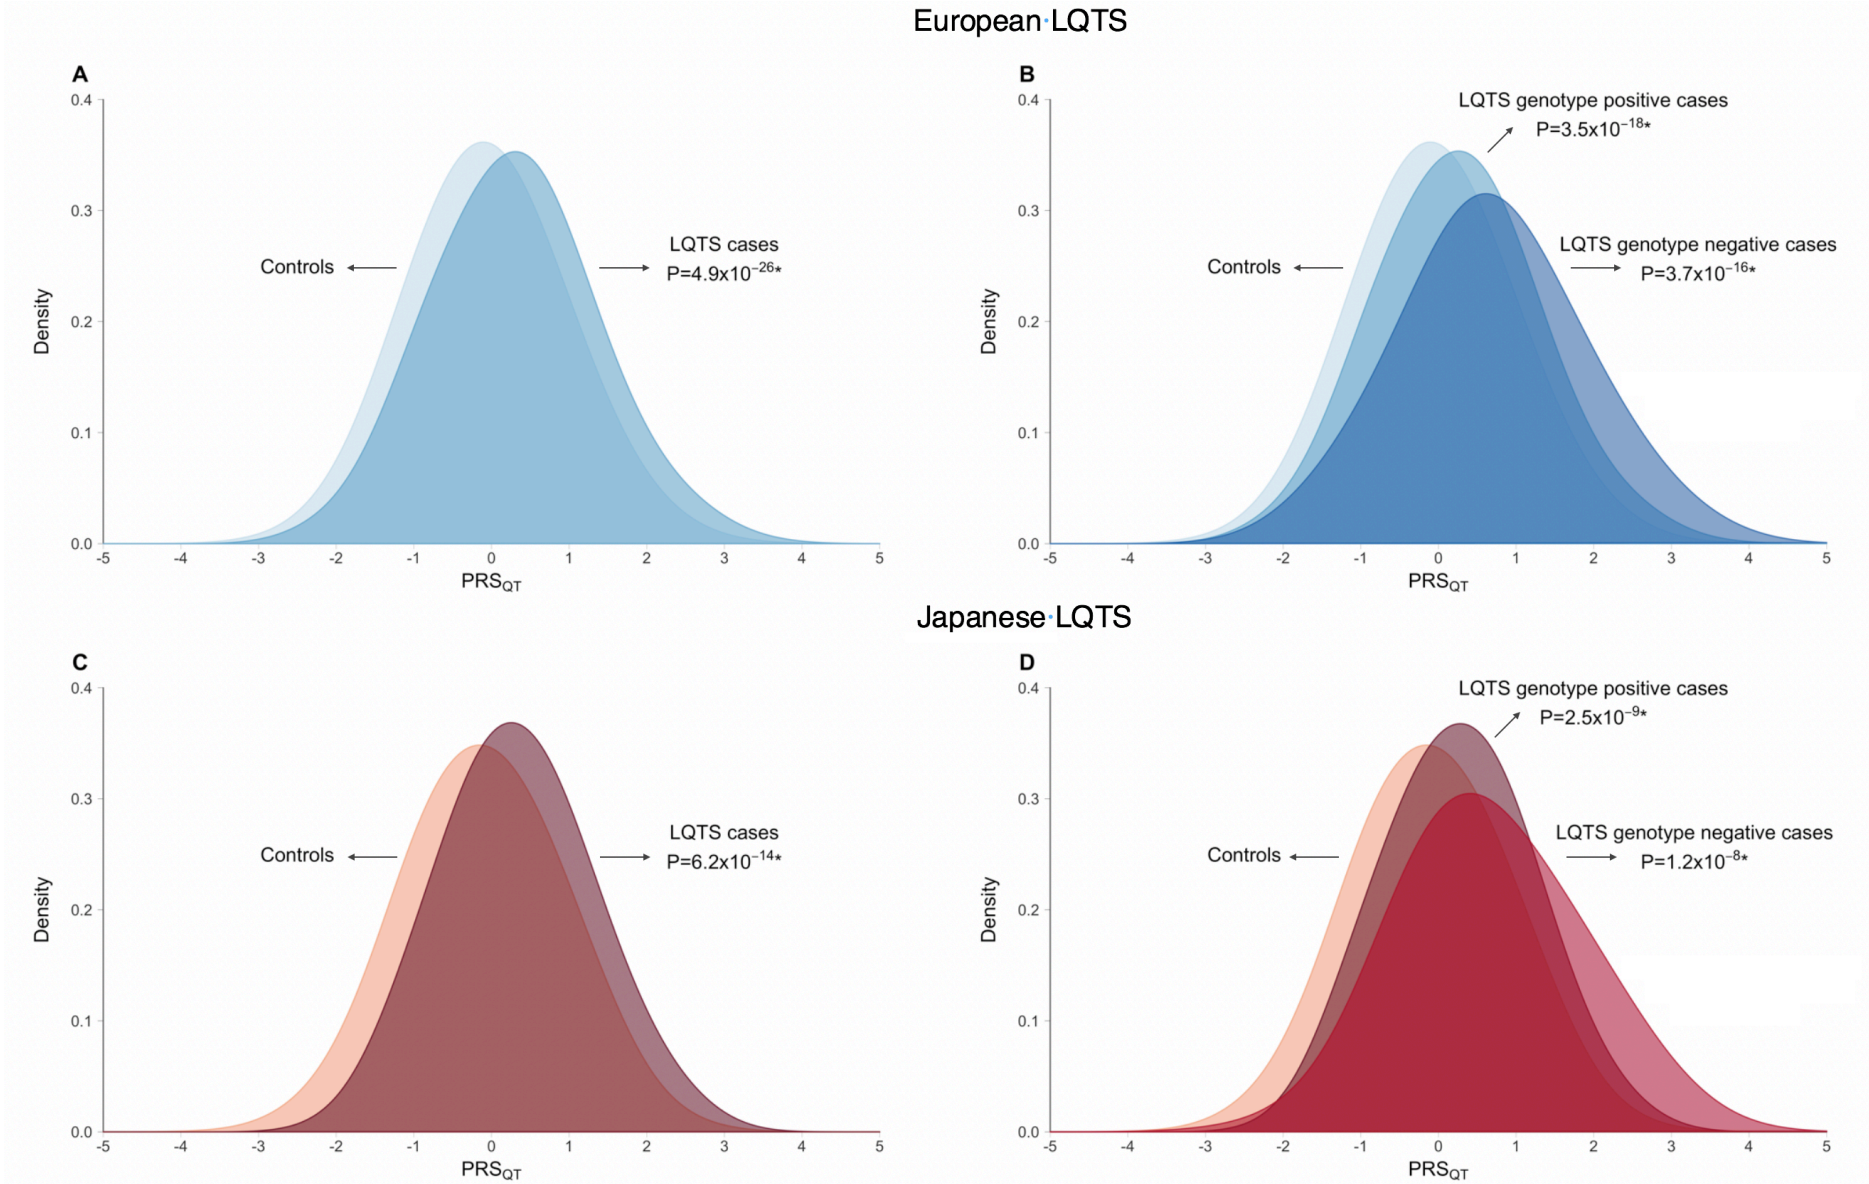 European·LQTS
A
0.4
0.3
0.2
0.1
0.0
Density
Controls
LQTS cases
P=4.9x10⁻²⁶*
-5 -4 -3 -2 -1 0 1 2 3 4 5
PRSQT
B
0.4
0.3
0.2
0.1
0.0
Density
LQTS genotype positive cases
P=3.5x10⁻¹⁸*
Controls
LQTS genotype negative cases
P=3.7x10⁻¹⁶*
-5 -4 -3 -2 -1 0 1 2 3 4 5
PRSQT
Japanese·LQTS
C
0.4
0.3
0.2
0.1
0.0
Density
Controls
LQTS cases
P=6.2x10⁻¹⁴*
-5 -4 -3 -2 -1 0 1 2 3 4 5
PRSQT
D
0.4
0.3
0.2
0.1
0.0
Density
LQTS genotype positive cases
P=2.5x10⁻⁹*
Controls
LQTS genotype negative cases
P=1.2x10⁻⁸*
-5 -4 -3 -2 -1 0 1 2 3 4 5
PRSQT